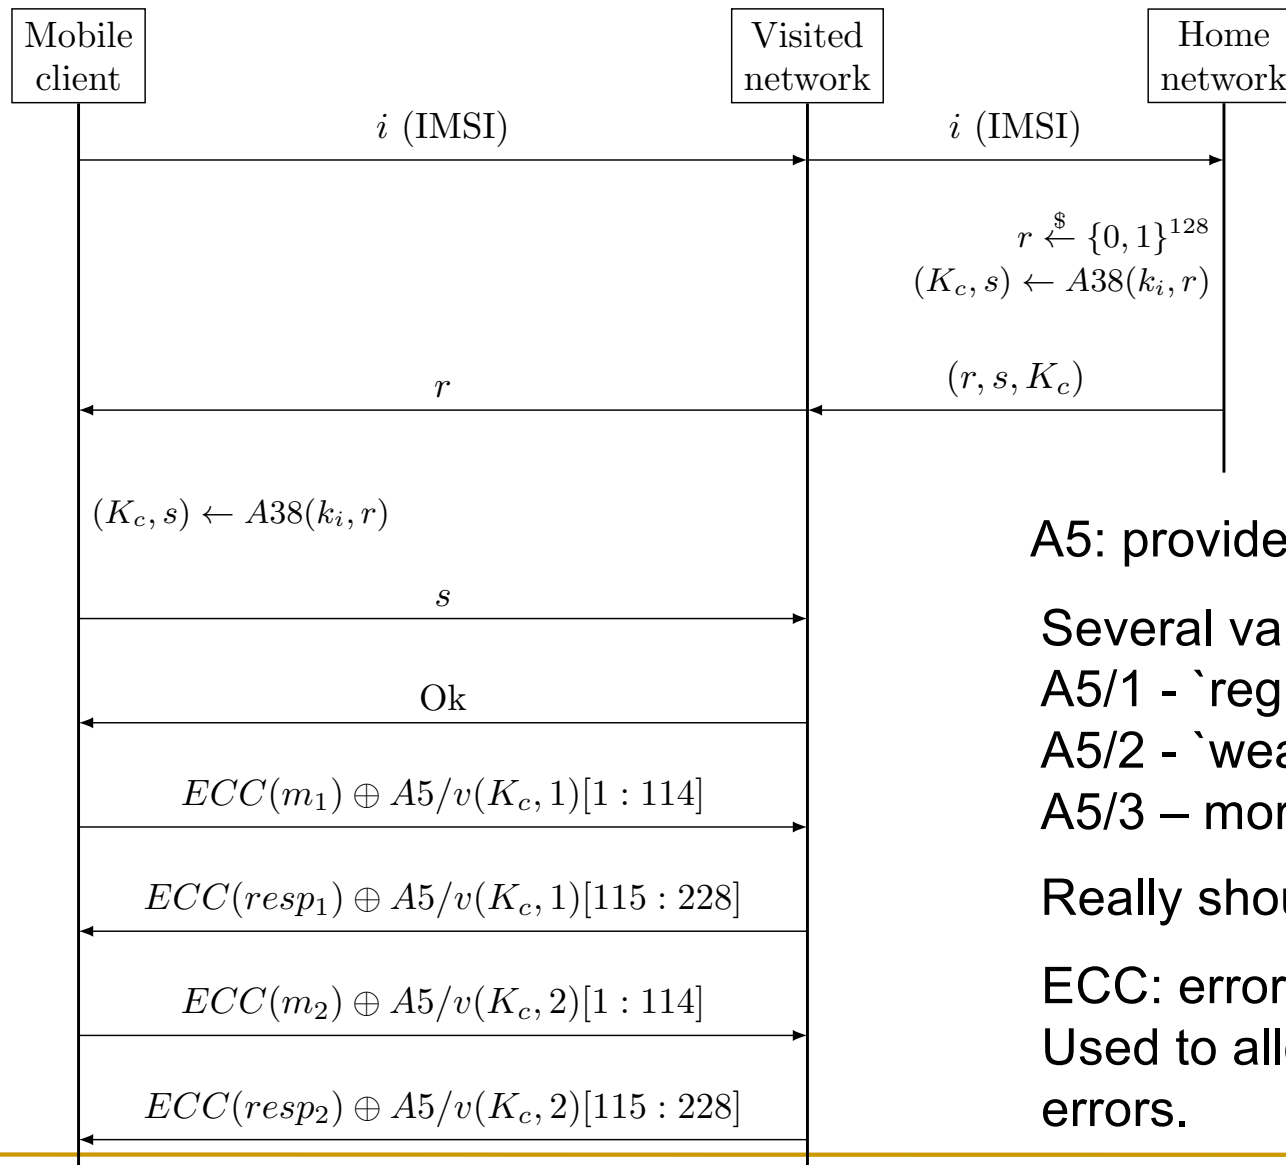 Mobile client
Visited network
Home network
i (IMSI)
i (IMSI)
r $← {0, 1}^128
(K_c, s) ← A38(k_i, r)
(r, s, K_c)
r
(K_c, s) ← A38(k_i, r)
s
Ok
ECC(m_1) ⊕ A5/v(K_c, 1)[1 : 114]
ECC(resp_1) ⊕ A5/v(K_c, 1)[115 : 228]
ECC(m_2) ⊕ A5/v(K_c, 2)[1 : 114]
ECC(resp_2) ⊕ A5/v(K_c, 2)[115 : 228]
A5: provide
Several va
A5/1 - `reg
A5/2 - `wea
A5/3 – mor
Really shou
ECC: error
Used to all
errors.